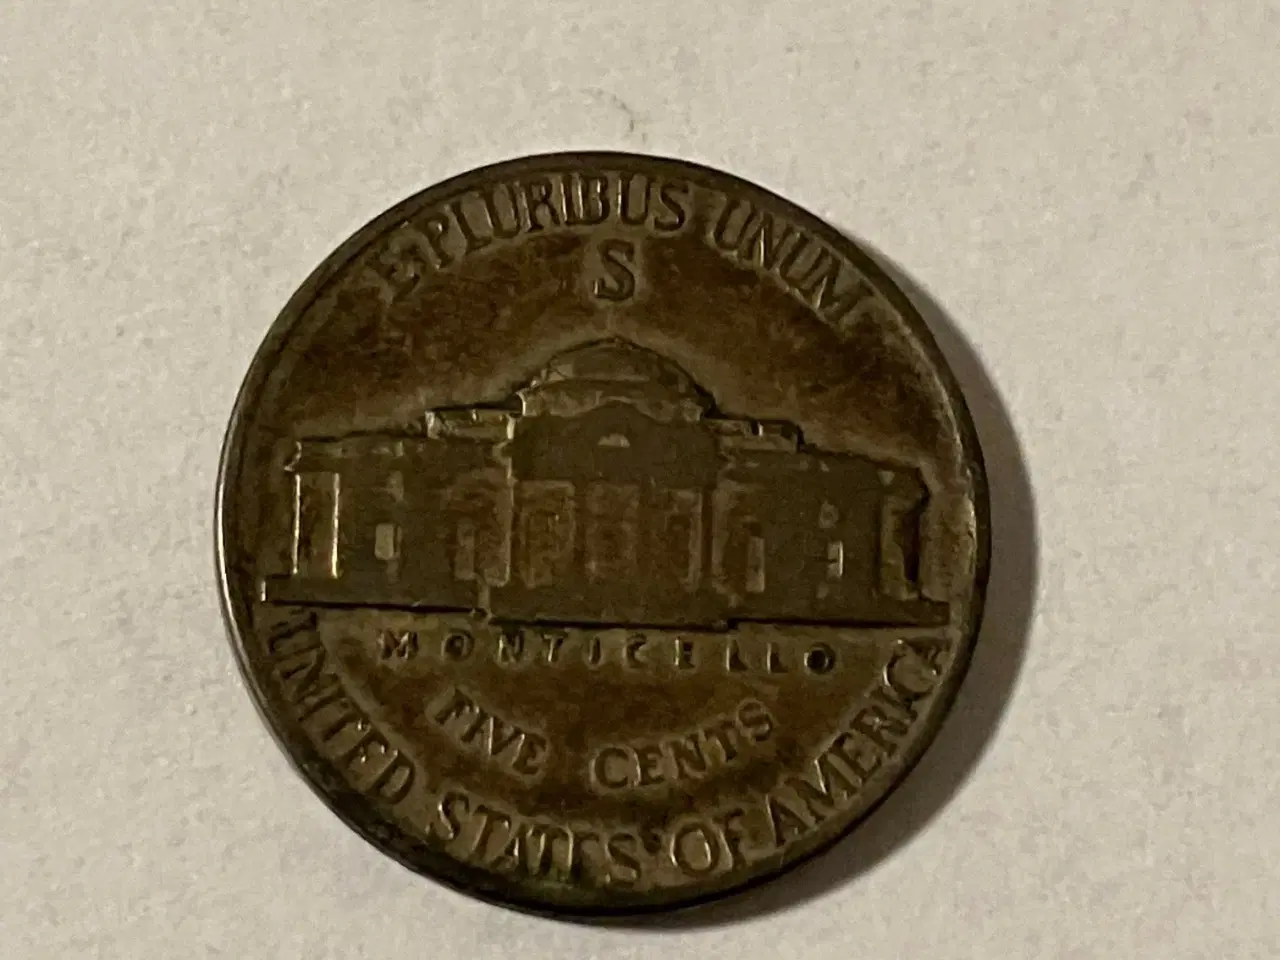 E PLURIBUS UNUM
S
MONTICELLO
FIVE CENTS
UNITED STATES OF AMERICA